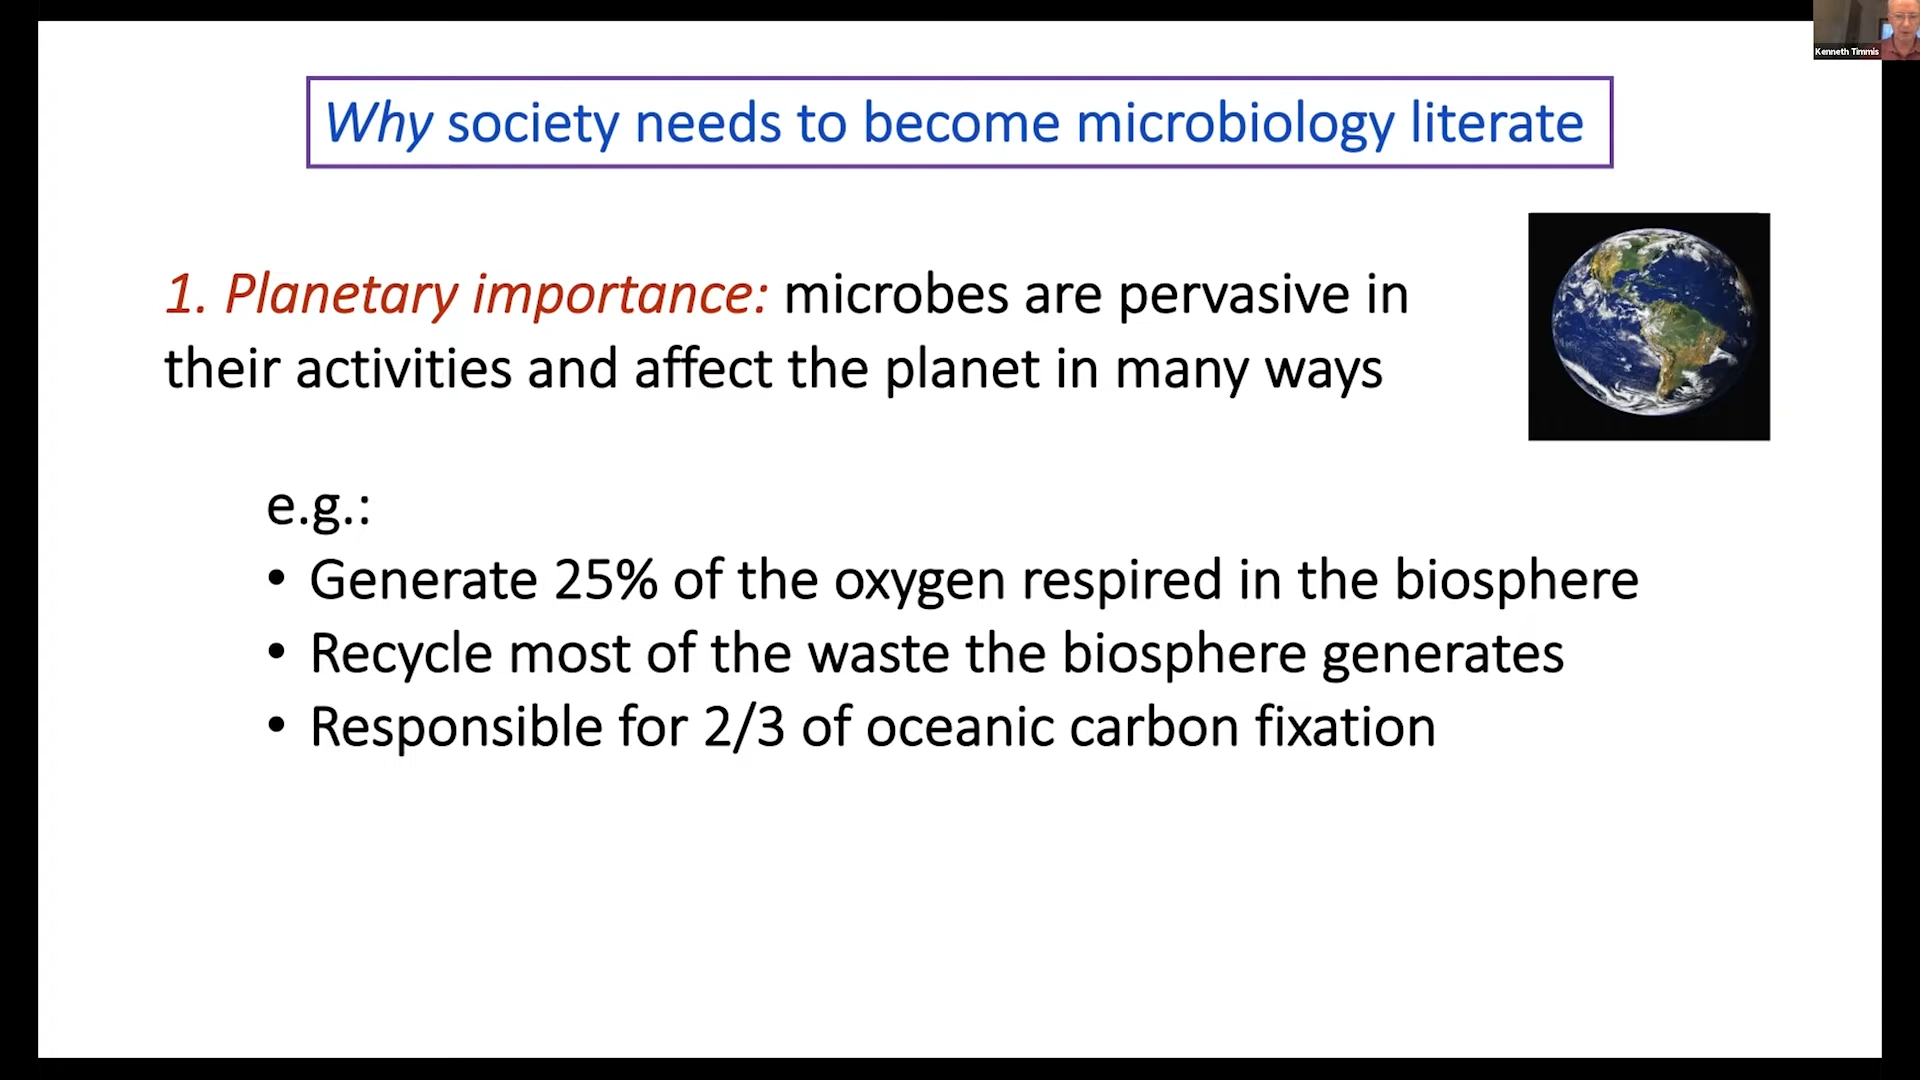 Kenneth Timmis
Why society needs to become microbiology literate
1. Planetary importance: microbes are pervasive in
their activities and affect the planet in many ways
e.g.:
• Generate 25% of the oxygen respired in the biosphere
• Recycle most of the waste the biosphere generates
• Responsible for 2/3 of oceanic carbon fixation